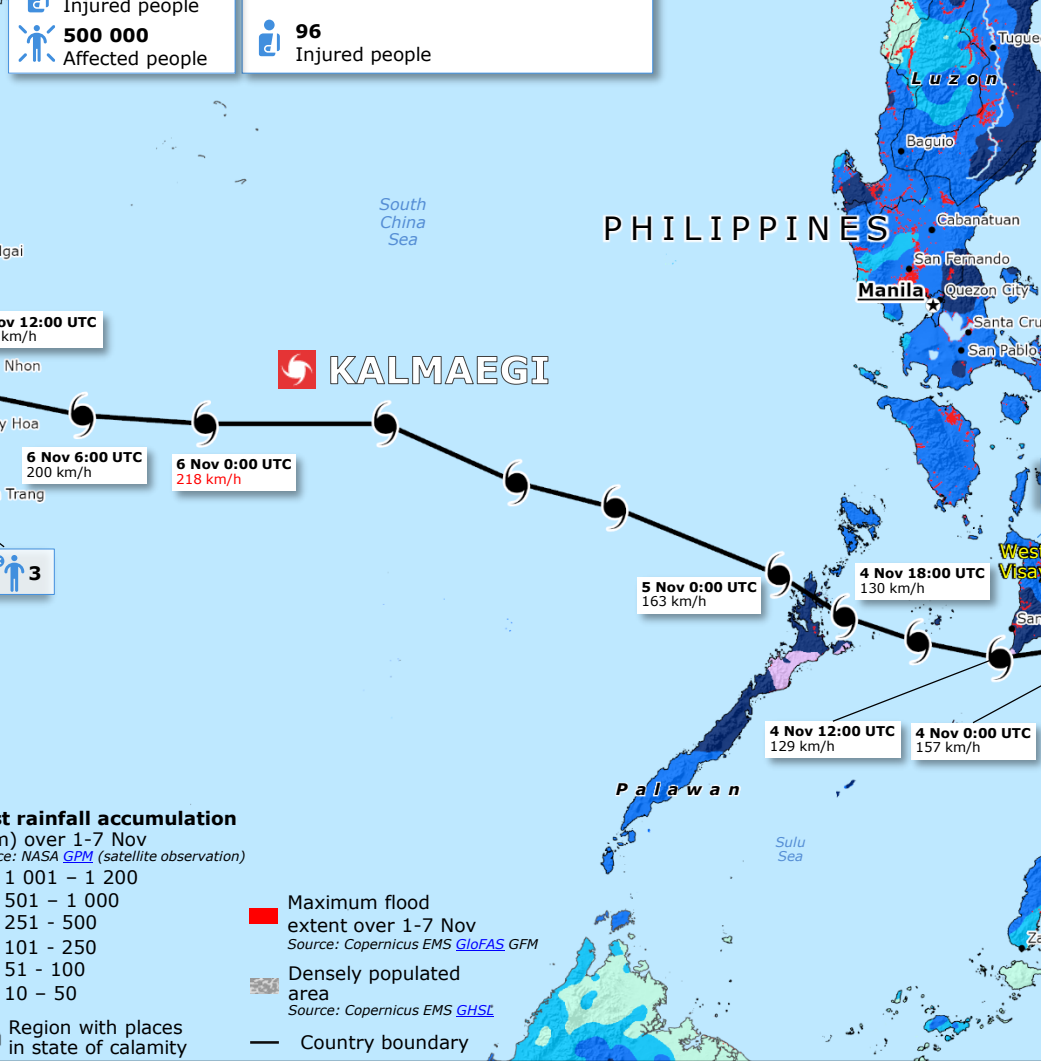 Injured people
500 000
Affected people
96
Injured people
Luzon
Baguio
South
China
Sea
PHILIPPINES
Cabanatuan
San Fernando
Manila
Quezon City
San Pablo
12:00 UTC
km/h
Nhon
KALMAEGI
Hoa
6 Nov 6:00 UTC
200 km/h
6 Nov 0:00 UTC
218 km/h
Trang
3
5 Nov 0:00 UTC
163 km/h
4 Nov 18:00 UTC
130 km/h
4 Nov 12:00 UTC
129 km/h
4 Nov 0:00 UTC
157 km/h
Palawan
Sulu
Sea
rainfall accumulation
over 1-7 Nov
NASA GPM (satellite observation)
1 001 – 1 200
501 – 1 000
251 - 500
101 - 250
51 - 100
10 – 50
Region with places
in state of calamity
Maximum flood
extent over 1-7 Nov
Source: Copernicus EMS GloFAS GFM
Densely populated
area
Source: Copernicus EMS GHSL
Country boundary